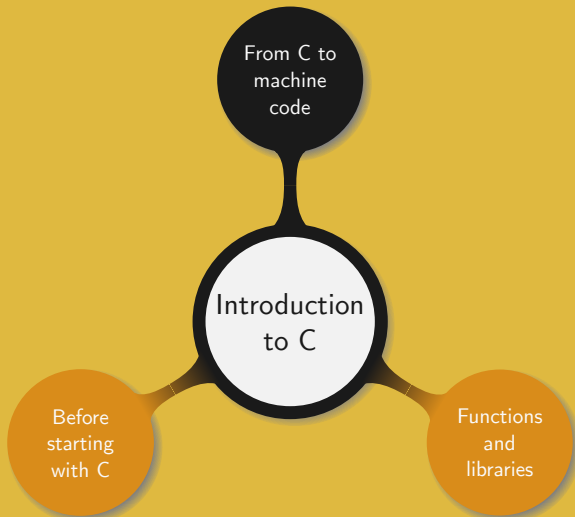 From C to
machine
code
Introduction
to C
Before
starting
with C
Functions
and
libraries